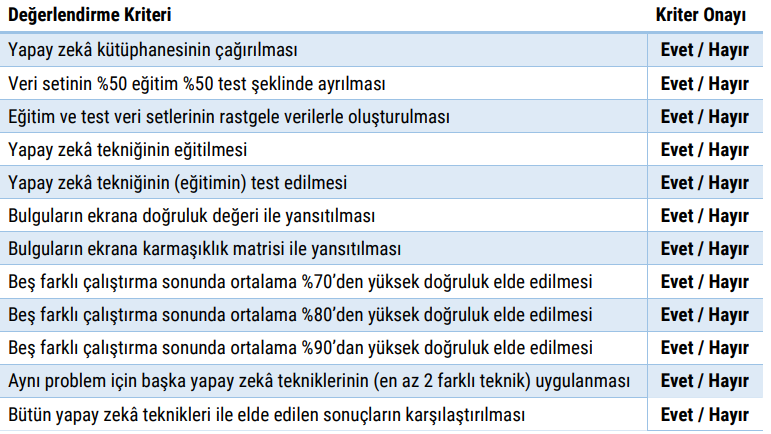 Değerlendirme Kriteri Kriter Onayı
Yapay zekâ kütüphanesinin çağırılması Evet / Hayır
Veri setinin %50 eğitim %50 test şeklinde ayrılması Evet / Hayır
Eğitim ve test veri setlerinin rastgele verilerle oluşturulması Evet / Hayır
Yapay zekâ tekniğinin eğitilmesi Evet / Hayır
Yapay zekâ tekniğinin (eğitimin) test edilmesi Evet / Hayır
Bulguların ekrana doğruluk değeri ile yansıtılması Evet / Hayır
Bulguların ekrana karmaşıklık matrisi ile yansıtılması Evet / Hayır
Beş farklı çalıştırma sonunda ortalama %70’den yüksek doğruluk elde edilmesi Evet / Hayır
Beş farklı çalıştırma sonunda ortalama %80’den yüksek doğruluk elde edilmesi Evet / Hayır
Beş farklı çalıştırma sonunda ortalama %90’dan yüksek doğruluk elde edilmesi Evet / Hayır
Aynı problem için başka yapay zekâ tekniklerinin (en az 2 farklı teknik) uygulanması Evet / Hayır
Bütün yapay zekâ teknikleri ile elde edilen sonuçların karşılaştırılması Evet / Hayır